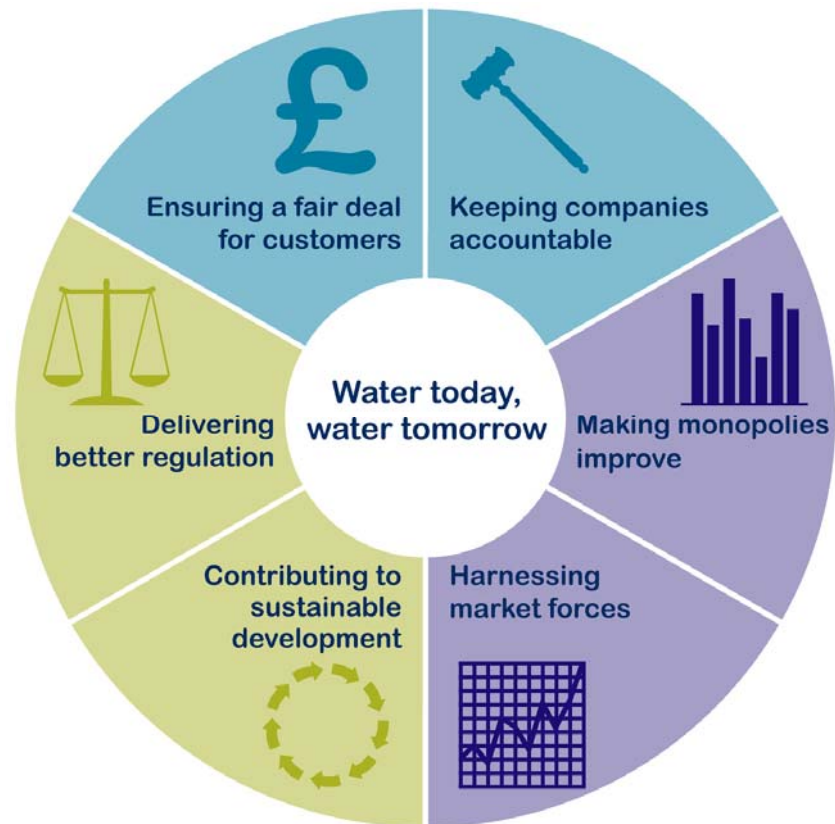 £
Ensuring a fair deal
for customers
Keeping companies
accountable
Making monopolies
improve
Harnessing
market forces
Contributing to
sustainable
development
Delivering
better regulation
Water today,
water tomorrow